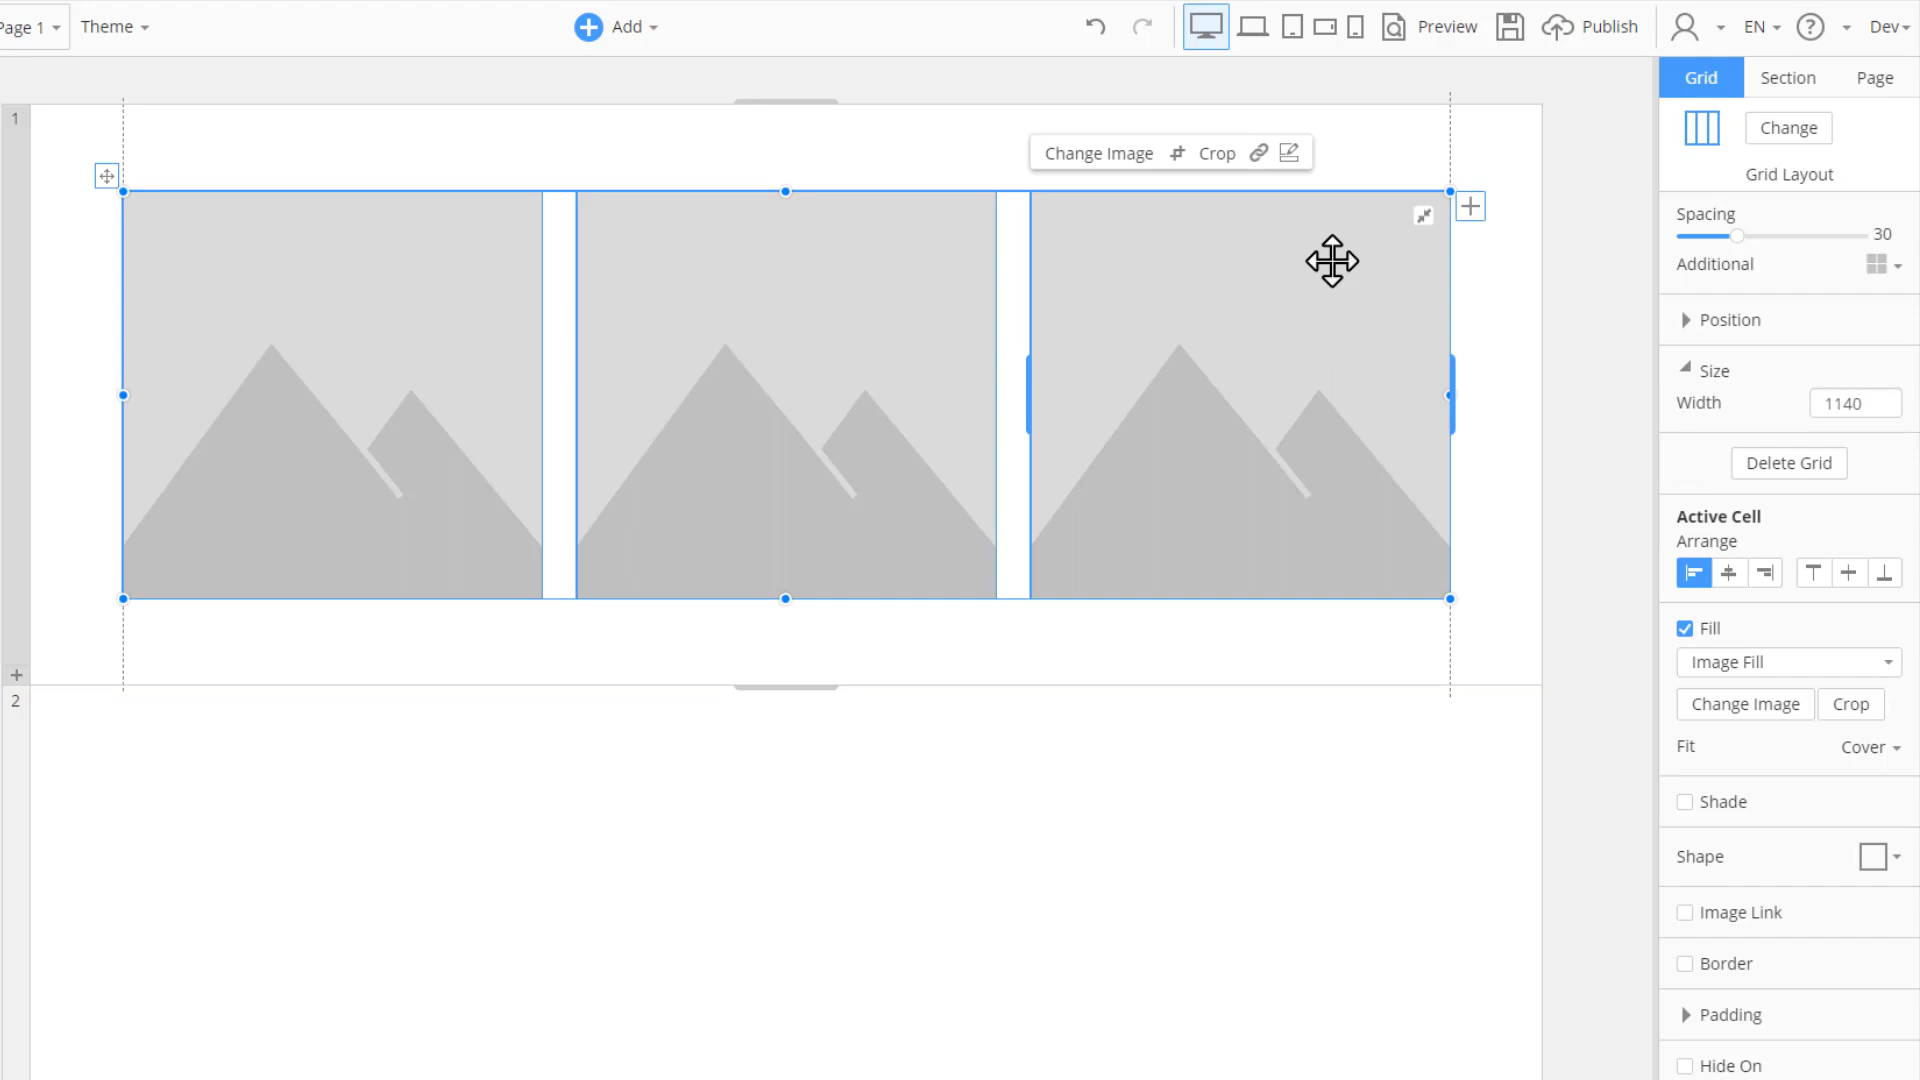 Page 1
Theme
Add
Preview
Publish
EN
Dev
Grid
Section
Page
1
Change Image
Crop
Change
Grid Layout
Spacing
30
Additional
Position
Size
Width
1140
Delete Grid
Active Cell
Arrange
Fill
Image Fill
2
Change Image
Crop
Fit
Cover
Shade
Shape
Image Link
Border
Padding
Hide On